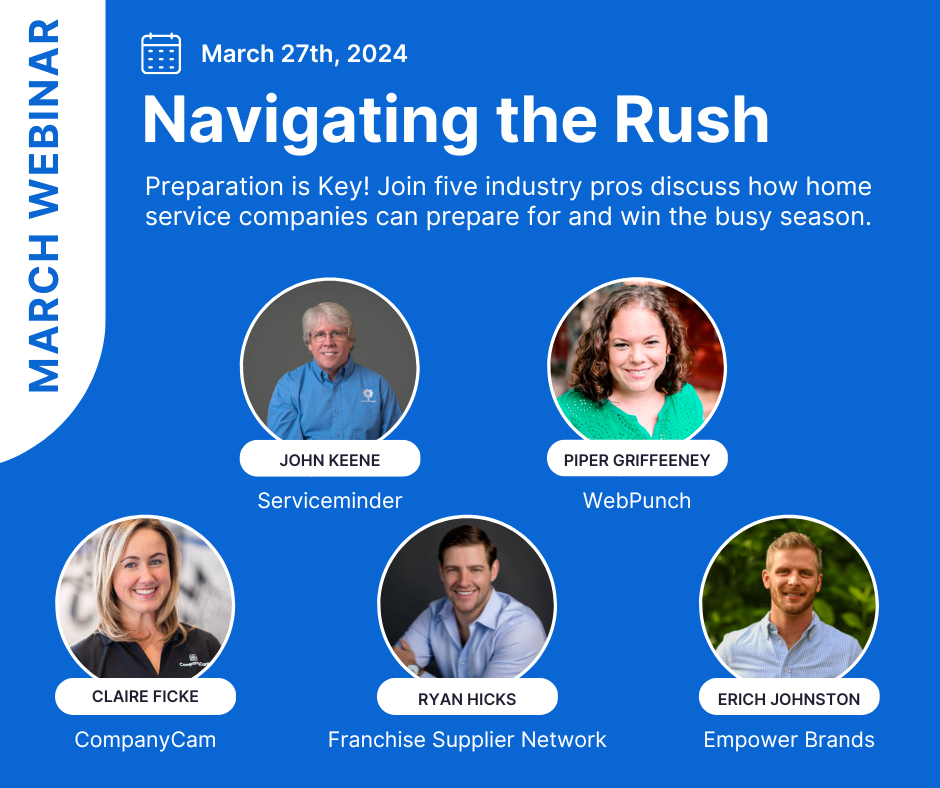 MARCH WEBINAR
March 27th, 2024
Navigating the Rush
Preparation is Key! Join five industry pros discuss how home
service companies can prepare for and win the busy season.
JOHN KEENE
Serviceminder
PIPER GRIFFEENEY
WebPunch
CLAIRE FICKE
CompanyCam
RYAN HICKS
Franchise Supplier Network
ERICH JOHNSTON
Empower Brands